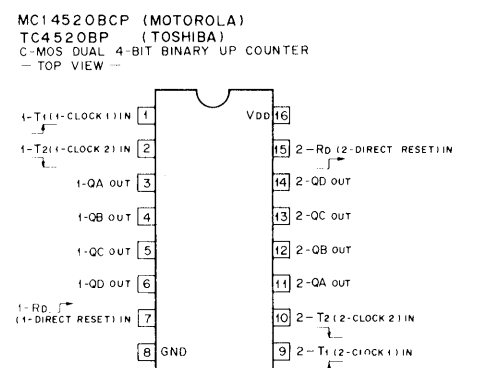 MC14520BCP (MOTOROLA)
TC4520BP (TOSHIBA)
C-MOS DUAL 4-BIT BINARY UP COUNTER
— TOP VIEW —
1-T1(1-CLOCK 1) IN 1
VDD 16
1-T2(1-CLOCK 2) IN 2
15 2-RD (2-DIRECT RESET) IN
1-QA OUT 3
14 2-QD OUT
1-QB OUT 4
13 2-QC OUT
1-QC OUT 5
12 2-QB OUT
1-QD OUT 6
11 2-QA OUT
1-RD.
(1-DIRECT RESET) IN 7
10 2-T2 (2-CLOCK 2) IN
8 GND
9 2-T1 (2-CLOCK 1) IN